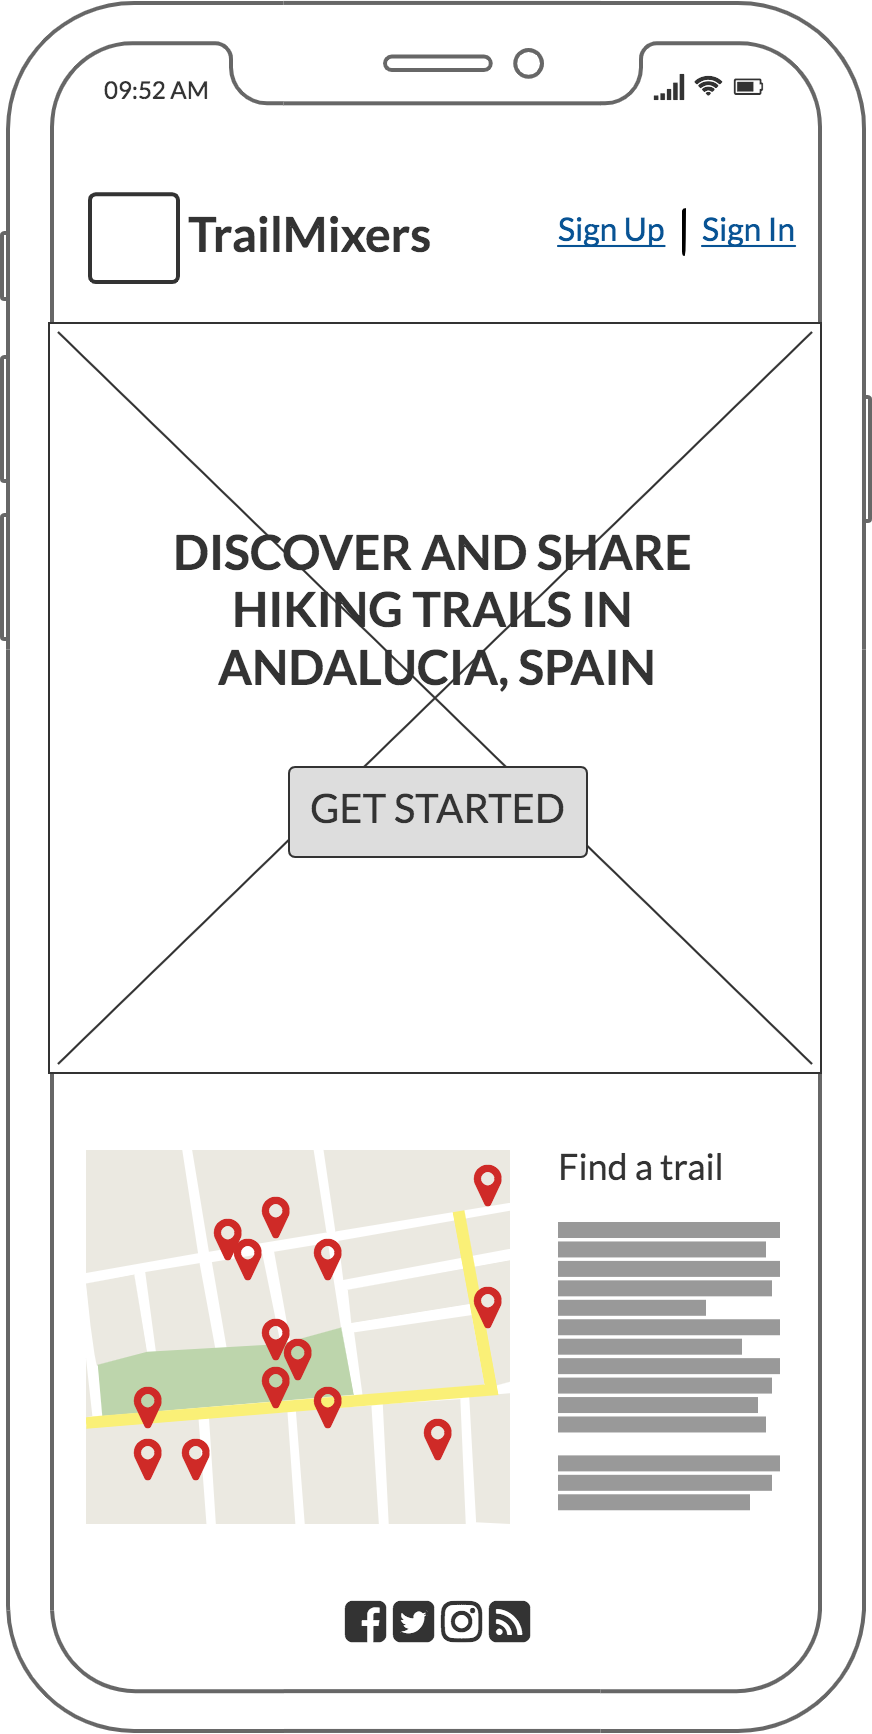 09:52 AM
TrailMixers
Sign Up | Sign In
DISCOVER AND SHARE
HIKING TRAILS IN
ANDALUCIA, SPAIN
GET STARTED
Find a trail